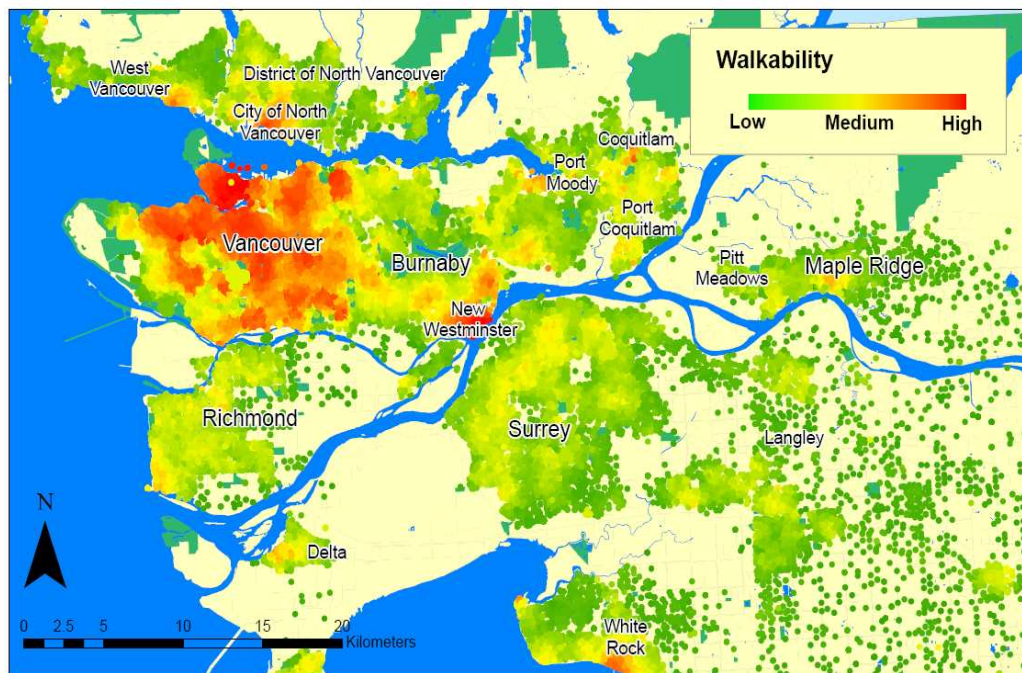 Walkability
Low Medium High
West
Vancouver
District of North Vancouver
City of North
Vancouver
Coquitlam
Port
Moody
Port
Coquitlam
Vancouver
Burnaby
Pitt
Meadows
Maple Ridge
New
Westminster
Richmond
Surrey
Langley
Delta
White
Rock
N
0 2.5 5 10 15 20
Kilometers